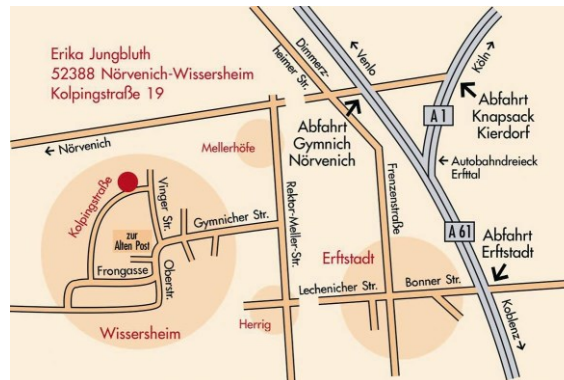 Erika Jungbluth
52388 Nörvenich-Wissersheim
Kolpingstraße 19
Dimmerz-
heimer Str.
← Venlo
Köln →
A 1
Abfahrt
Knapsack
Kierdorf
Abfahrt
Gymnich
Nörvenich
← Nörvenich
Mellerhöfe
← Autobahndreieck
Erfttal
Kolpingstraße
Vinger Str.
Gymnicher Str.
Rektor-Meller-Str.
Frenzenstraße
zur
Alten Post
A 61
Abfahrt
Erftstadt
Frongasse
Oberstr.
Erftstadt
Lechenicher Str.
Bonner Str.
Wissersheim
Herrig
Koblenz →